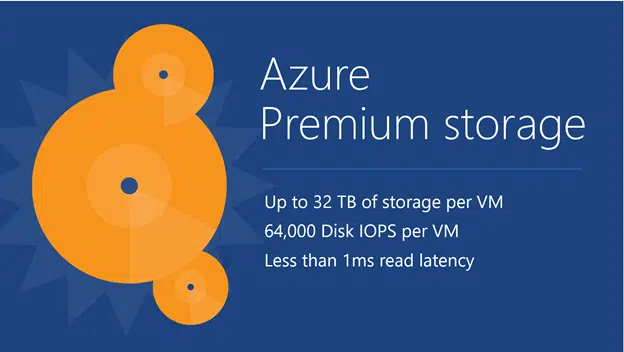 Azure
Premium storage
Up to 32 TB of storage per VM
64,000 Disk IOPS per VM
Less than 1ms read latency